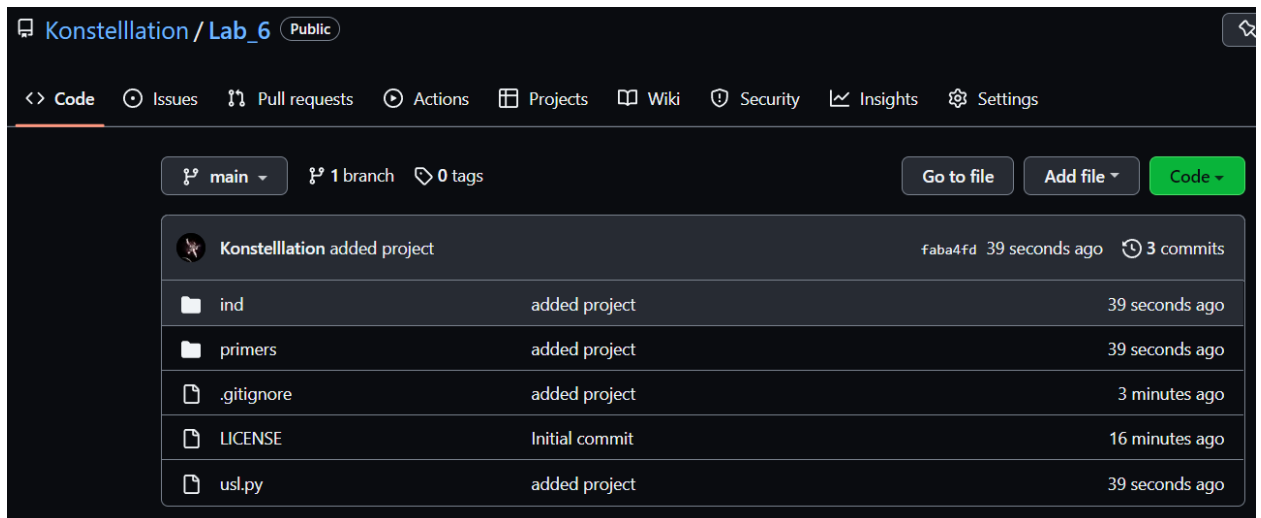 Konstelllation / Lab_6 Public
Code Issues Pull requests Actions Projects Wiki Security Insights Settings
main 1 branch 0 tags Go to file Add file Code
Konstelllation added project faba4fd 39 seconds ago 3 commits
ind added project 39 seconds ago
primers added project 39 seconds ago
.gitignore added project 3 minutes ago
LICENSE Initial commit 16 minutes ago
usl.py added project 39 seconds ago